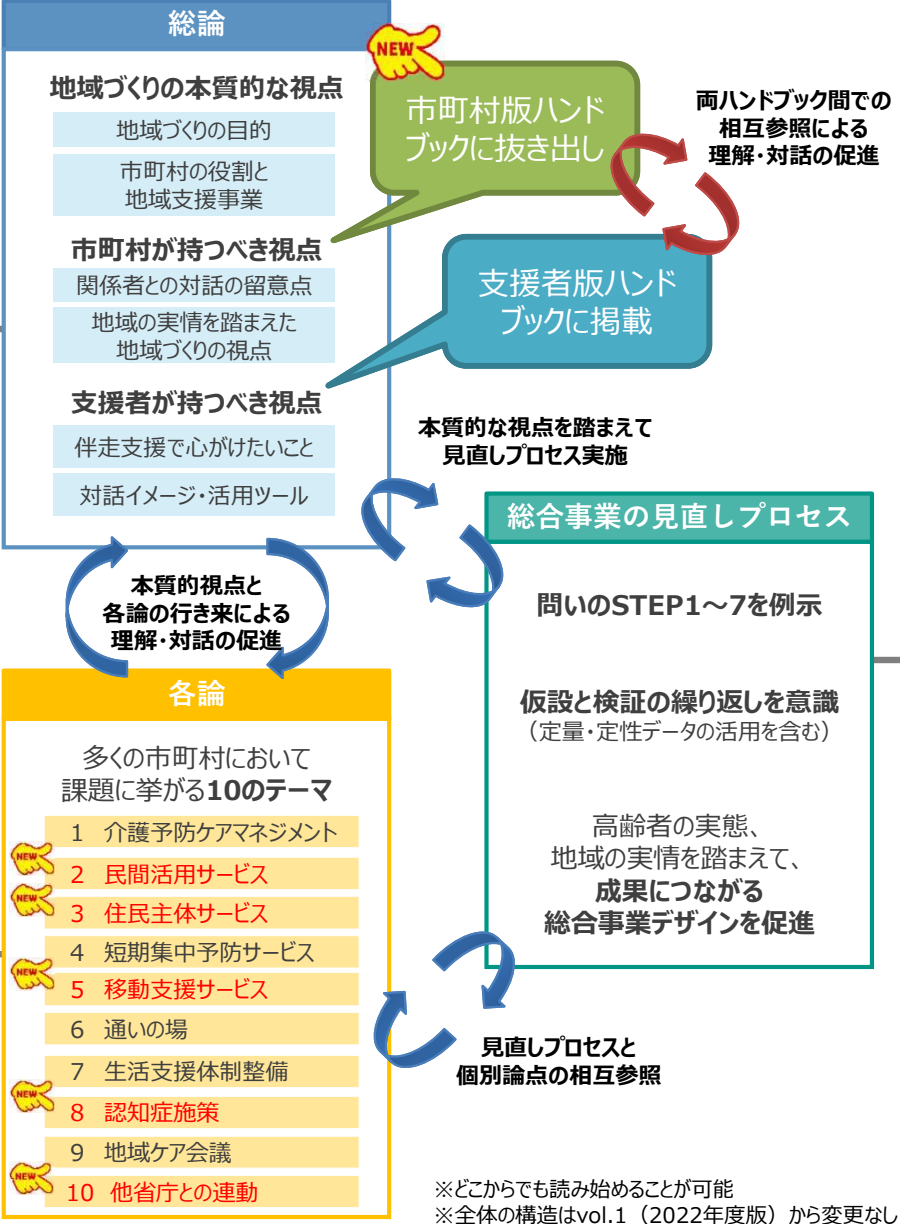 総論
地域づくりの本質的な視点
地域づくりの目的
市町村の役割と
地域支援事業
市町村が持つべき視点
関係者との対話の留意点
地域の実情を踏まえた
地域づくりの視点
支援者が持つべき視点
伴走支援で心がけたいこと
対話イメージ・活用ツール
NEW
市町村版ハンド
ブックに抜き出し
両ハンドブック間での
相互参照による
理解・対話の促進
支援者版ハンド
ブックに掲載
本質的な視点を踏まえて
見直しプロセス実施
本質的視点と
各論の行き来による
理解・対話の促進
総合事業の見直しプロセス
問いのSTEP1～7を例示
仮設と検証の繰り返しを意識
（定量・定性データの活用を含む）
高齢者の実態、
地域の実情を踏まえて、
成果につながる
総合事業デザインを促進
各論
多くの市町村において
課題に挙がる10のテーマ
1 介護予防ケアマネジメント
NEW
2 民間活用サービス
NEW
3 住民主体サービス
4 短期集中予防サービス
NEW
5 移動支援サービス
6 通いの場
7 生活支援体制整備
NEW
8 認知症施策
9 地域ケア会議
NEW
10 他省庁との連動
見直しプロセスと
個別論点の相互参照
※どこからでも読み始めることが可能
※全体の構造はvol.1（2022年度版）から変更なし